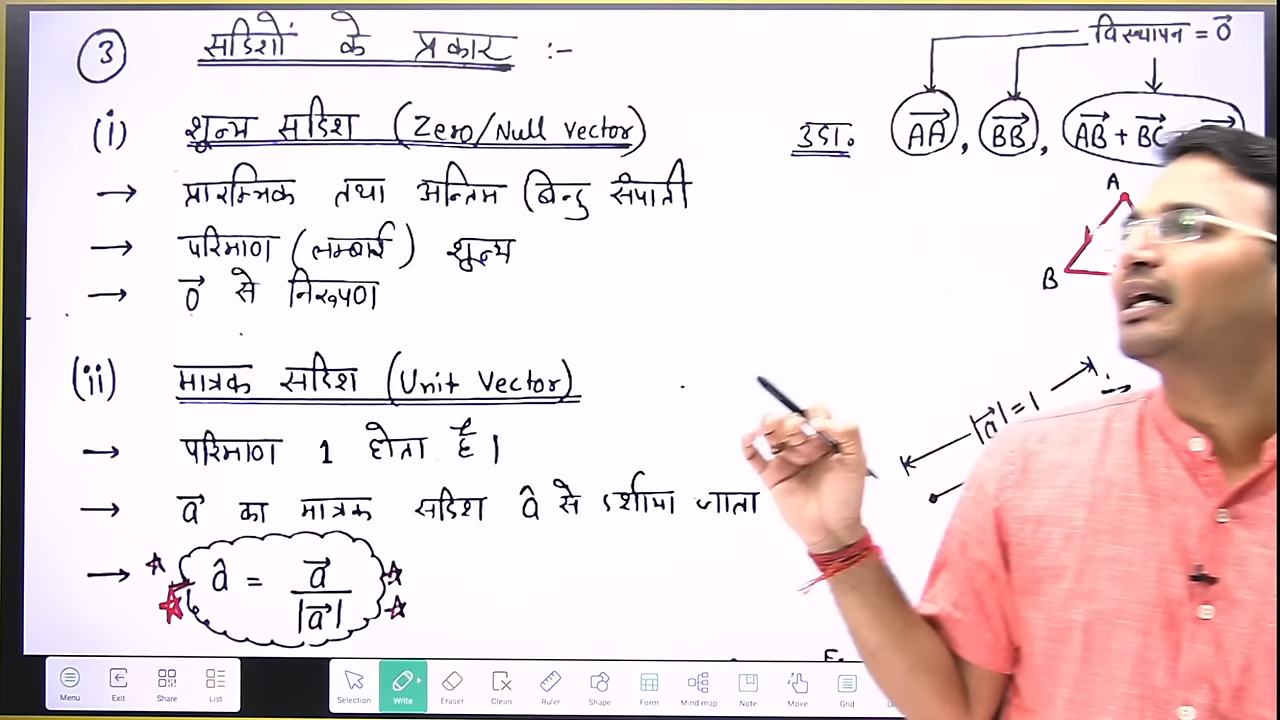 ③ सदिशों के प्रकार :-
(i) शून्य सदिश (Zero/Null vector)
→ प्रारम्भिक तथा अन्तिम बिन्दु संपाती
→ परिमाण (लम्बाई) शून्य
→ 0⃗ से निरूपण
(ii) मात्रक सदिश (Unit Vector)
→ परिमाण 1 होता है।
→ a⃗ का मात्रक सदिश â से दर्शाया जाता
→ â = a⃗ / |a⃗|
विस्थापन = 0⃗
उदा० AA⃗, BB⃗, AB⃗ + BC⃗
A
B
|a⃗| = 1
Menu Exit Share List Selection Write Eraser Clean Ruler Shape Form Mind map Note Move Grid